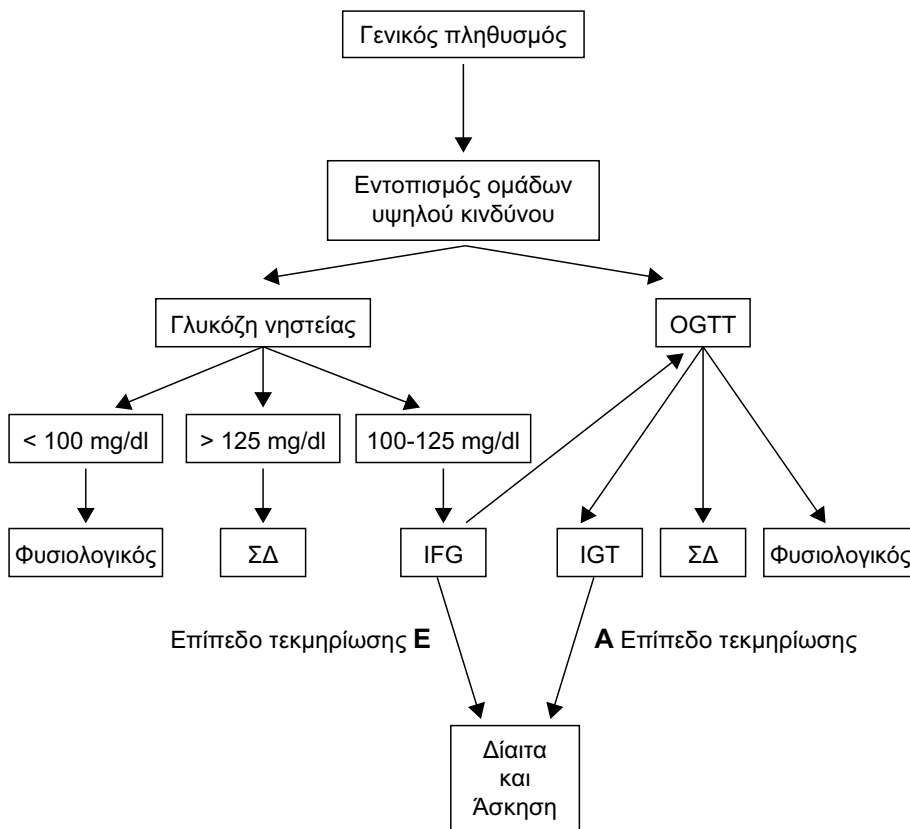 Γενικός πληθυσμός
Εντοπισμός ομάδων
υψηλού κινδύνου
Γλυκόζη νηστείας
OGTT
< 100 mg/dl
> 125 mg/dl
100-125 mg/dl
Φυσιολογικός
ΣΔ
IFG
IGT
ΣΔ
Φυσιολογικός
Επίπεδο τεκμηρίωσης E
A Επίπεδο τεκμηρίωσης
Δίαιτα
και
Άσκηση